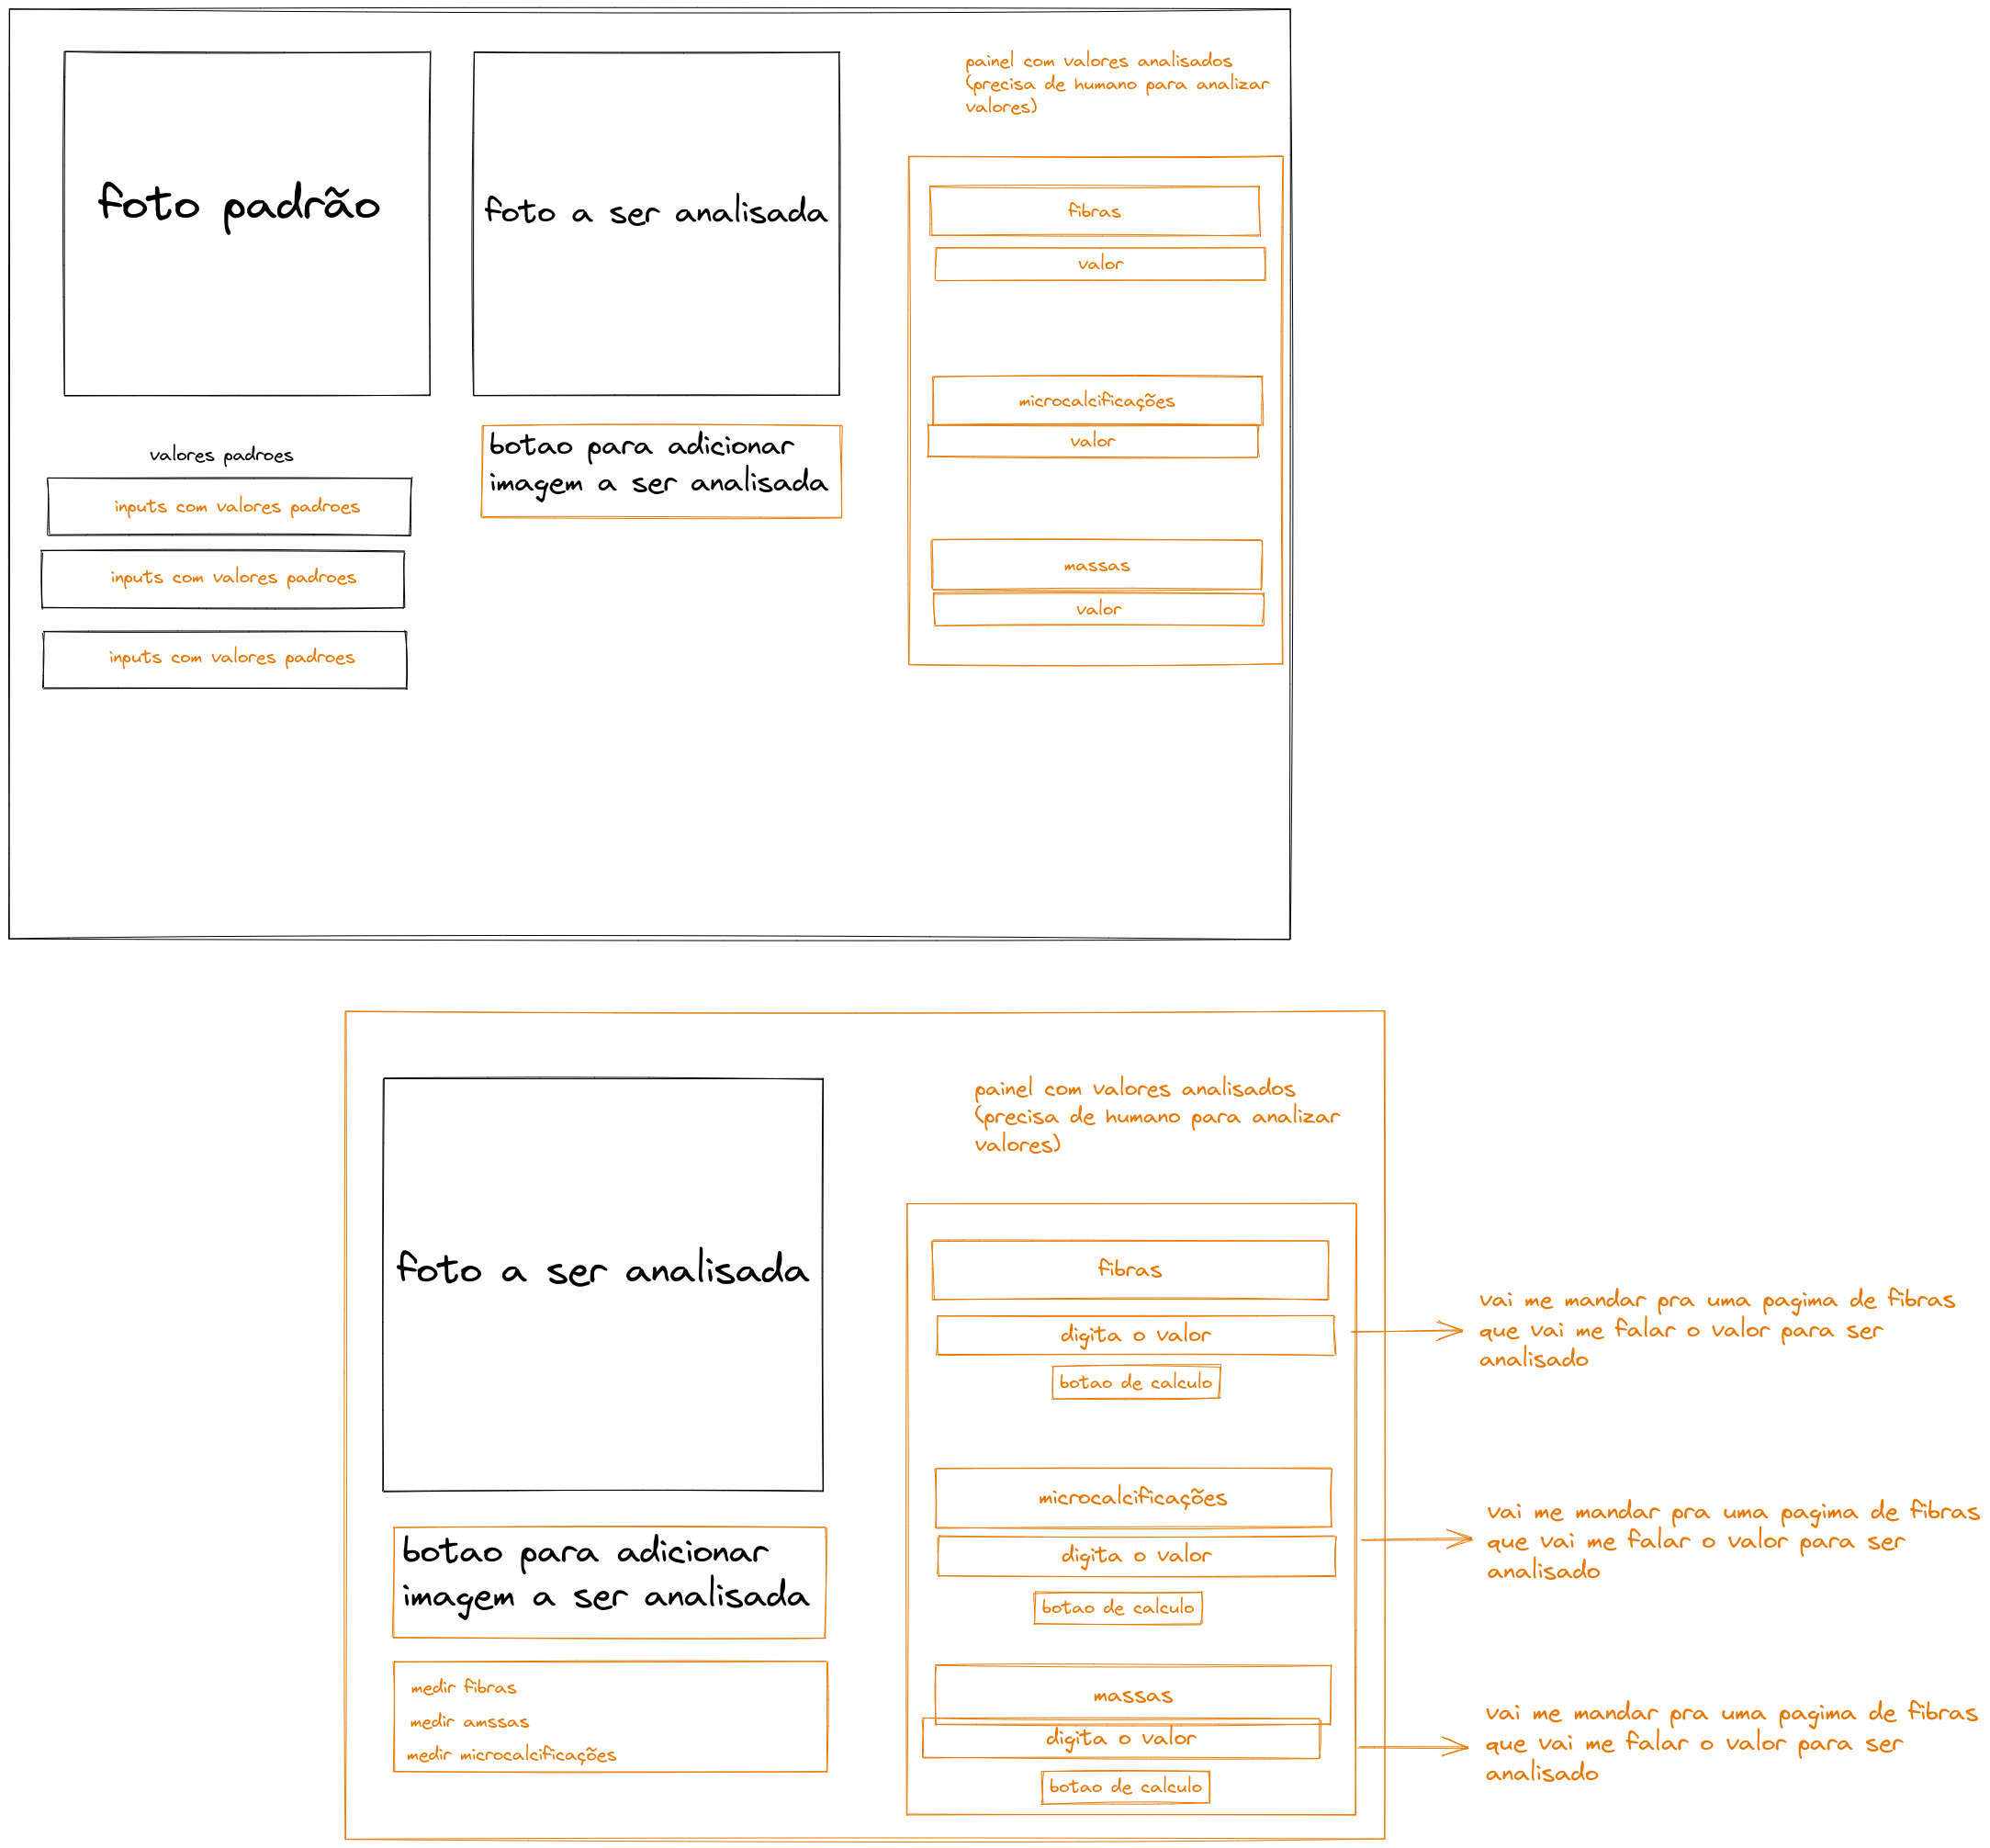 foto padrão
foto a ser analisada
painel com valores analisados
(precisa de humano para analizar
valores)
fibras
valor
microcalcificações
valor
massas
valor
botao para adicionar
imagem a ser analisada
valores padroes
inputs com valores padroes
inputs com valores padroes
inputs com valores padroes
foto a ser analisada
botao para adicionar
imagem a ser analisada
medir fibras
medir amssas
medir microcalcificações
painel com valores analisados
(precisa de humano para analizar
valores)
fibras
digita o valor
botao de calculo
microcalcificações
digita o valor
botao de calculo
massas
digita o valor
botao de calculo
vai me mandar pra uma pagima de fibras
que vai me falar o valor para ser
analisado
vai me mandar pra uma pagima de fibras
que vai me falar o valor para ser
analisado
vai me mandar pra uma pagima de fibras
que vai me falar o valor para ser
analisado